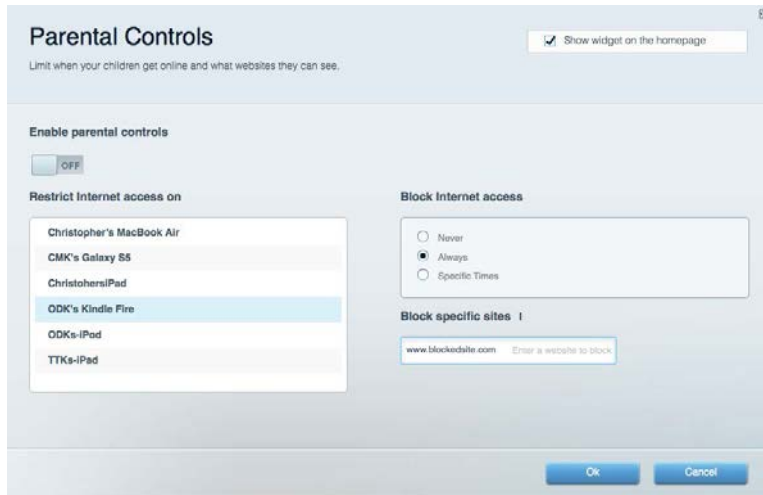 Parental Controls
Show widget on the homepage
Limit when your children get online and what websites they can see.
Enable parental controls
OFF
Restrict Internet access on
Christopher's MacBook Air
CMK's Galaxy S5
ChristohersiPad
ODK's Kindle Fire
ODKs-iPod
TTKs-iPad
Block Internet access
Never
Always
Specific Times
Block specific sites
www.blockedsite.com Enter a website to block
Ok
Cancel